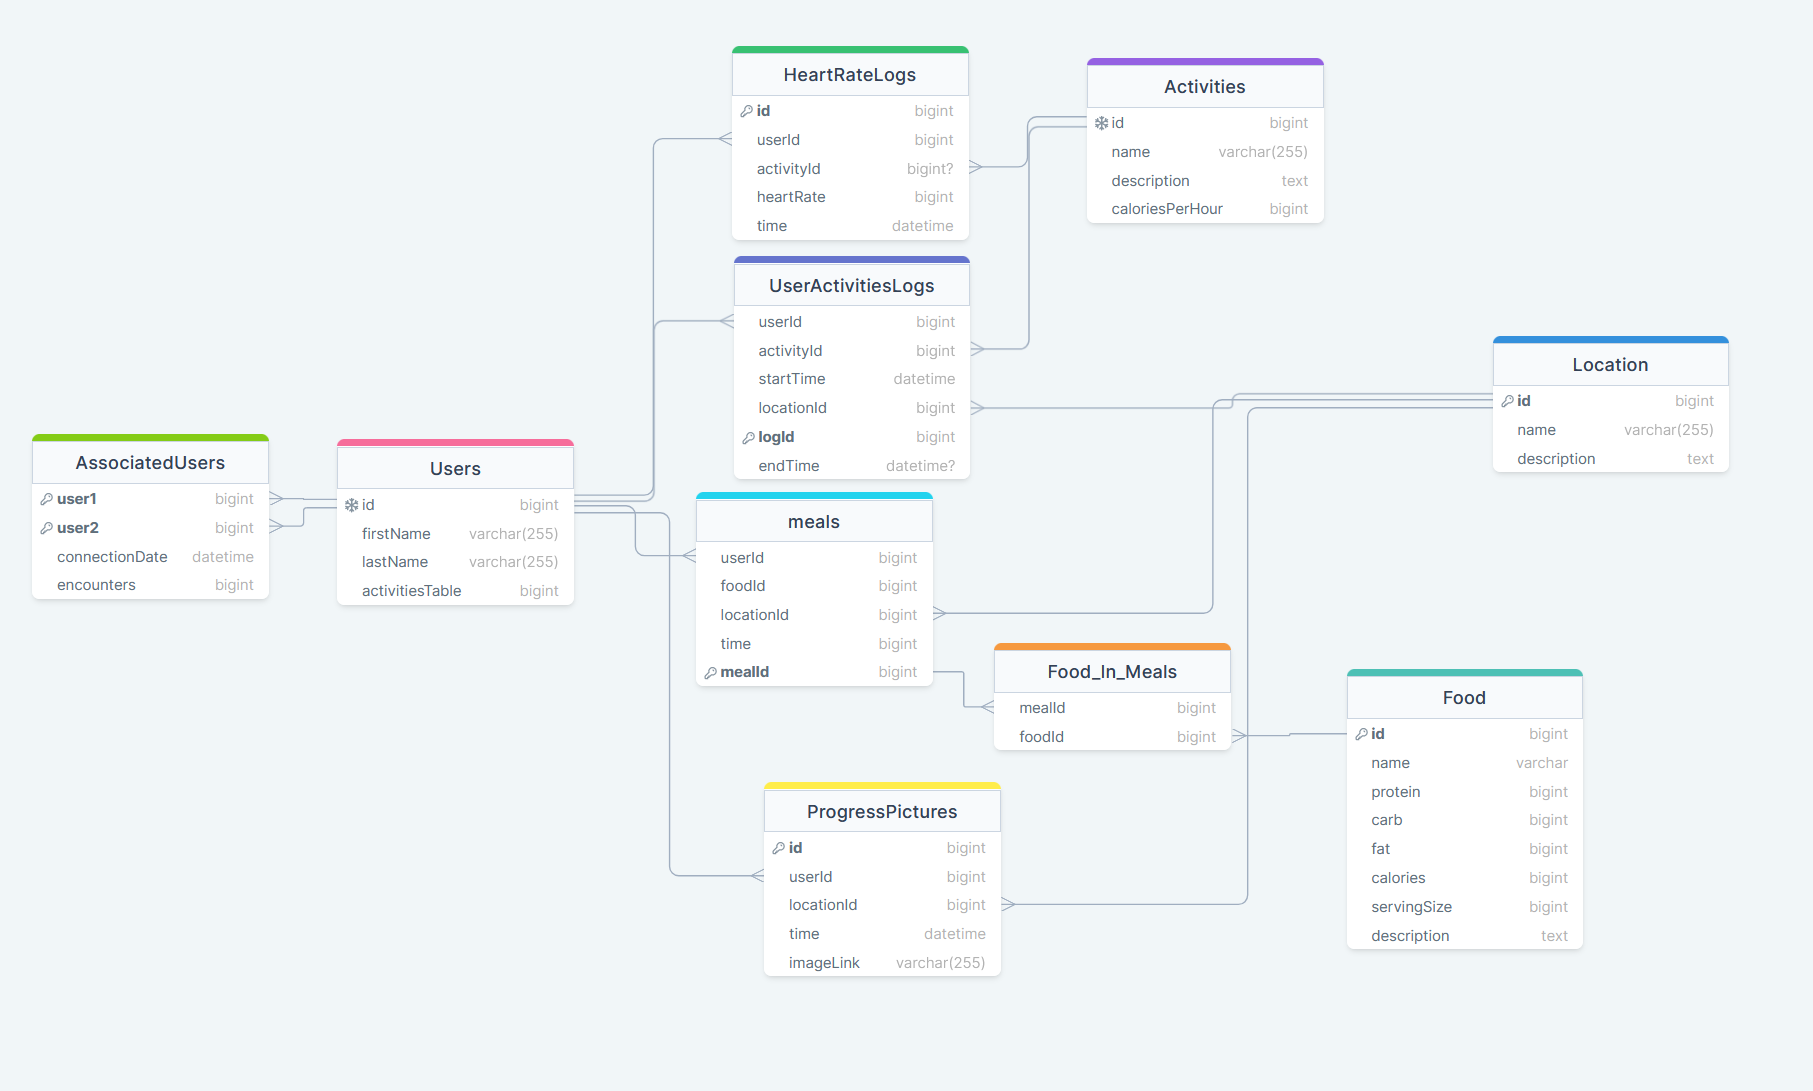 HeartRateLogs
id bigint
userId bigint
activityId bigint?
heartRate bigint
time datetime
Activities
id bigint
name varchar(255)
description text
caloriesPerHour bigint
UserActivitiesLogs
userId bigint
activityId bigint
startTime datetime
locationId bigint
logId bigint
endTime datetime?
Location
id bigint
name varchar(255)
description text
AssociatedUsers
user1 bigint
user2 bigint
connectionDate datetime
encounters bigint
Users
id bigint
firstName varchar(255)
lastName varchar(255)
activitiesTable bigint
meals
userId bigint
foodId bigint
locationId bigint
time bigint
mealId bigint
Food_In_Meals
mealId bigint
foodId bigint
Food
id bigint
name varchar
protein bigint
carb bigint
fat bigint
calories bigint
servingSize bigint
description text
ProgressPictures
id bigint
userId bigint
locationId bigint
time datetime
imageLink varchar(255)